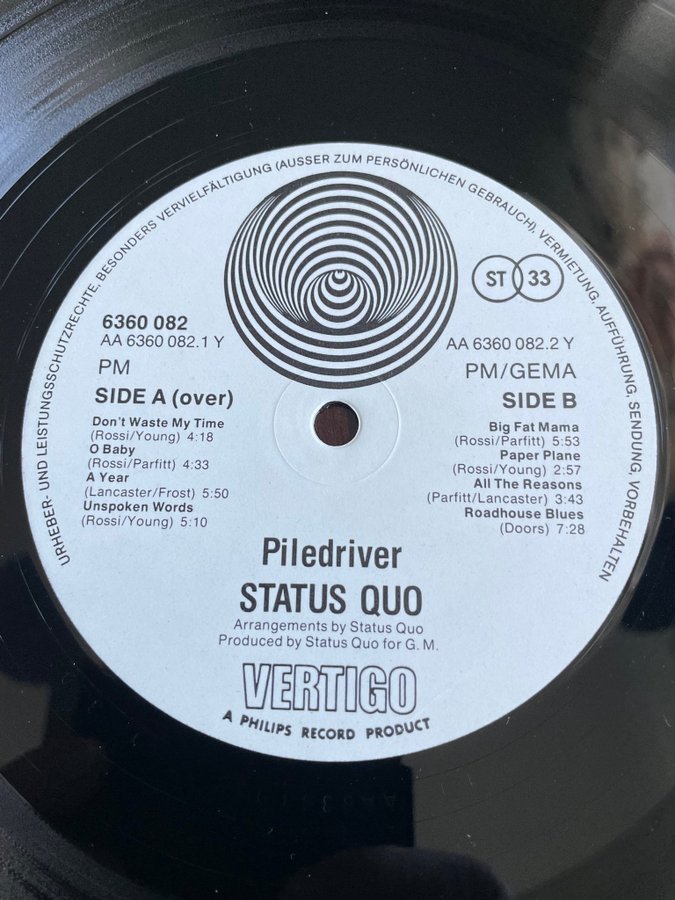 URHEBER- UND LEISTUNGSSCHUTZRECHTE, BESONDERS VERVIELFÄLTIGUNG (AUSSER ZUM PERSÖNLICHEN GEBRAUCH), VERMIETUNG, AUFFÜHRUNG, SENDUNG, VORBEHALTEN
ST 33
6360 082
AA 6360 082.1 Y
PM
SIDE A (over)
Don't Waste My Time
(Rossi/Young) 4:18
O Baby
(Rossi/Parfitt) 4:33
A Year
(Lancaster/Frost) 5:50
Unspoken Words
(Rossi/Young) 5:10
AA 6360 082.2 Y
PM/GEMA
SIDE B
Big Fat Mama
(Rossi/Parfitt) 5:53
Paper Plane
(Rossi/Young) 2:57
All The Reasons
(Parfitt/Lancaster) 3:43
Roadhouse Blues
(Doors) 7:28
Piledriver
STATUS QUO
Arrangements by Status Quo
Produced by Status Quo for G. M.
VERTIGO
A PHILIPS RECORD PRODUCT